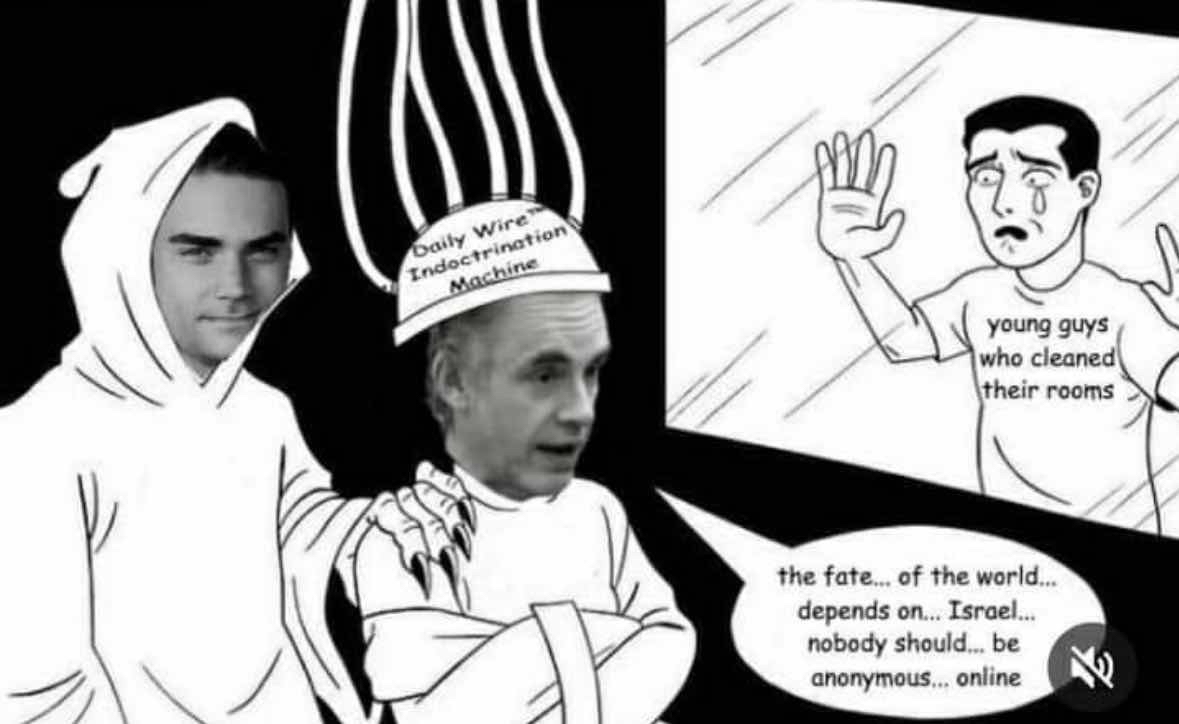 Daily Wire™
Indoctrination
Machine
young guys
who cleaned
their rooms
the fate... of the world...
depends on... Israel...
nobody should... be
anonymous... online